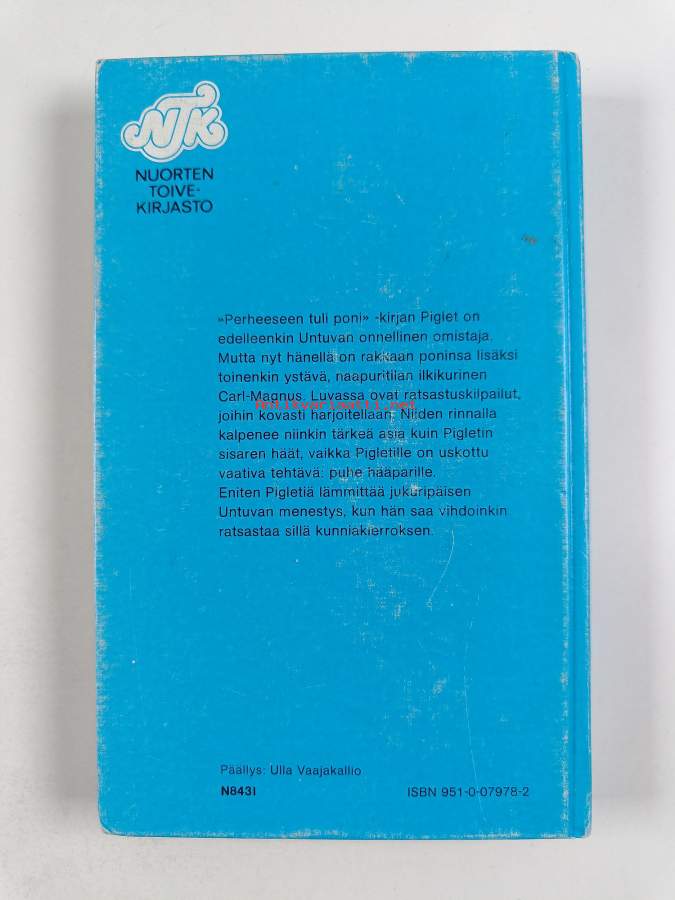 NTK
NUORTEN
TOIVE-
KIRJASTO
»Perheeseen tuli poni» -kirjan Piglet on
edelleenkin Untuvan onnellinen omistaja.
Mutta nyt hänellä on rakkaan poninsa lisäksi
toinenkin ystävä, naapuritilan ilkikurinen
Carl-Magnus. Luvassa ovat ratsastuskilpailut,
Antikvariaatti.net
joihin kovasti harjoitellaan. Niiden rinnalla
kalpenee niinkin tärkeä asia kuin Pigletin
sisaren häät, vaikka Pigletille on uskottu
vaativa tehtävä: puhe hääparille.
Eniten Pigletiä lämmittää jukuripäisen
Untuvan menestys, kun hän saa vihdoinkin
ratsastaa sillä kunniakierroksen.
Päällys: Ulla Vaajakallio
N8431
ISBN 951-0-07978-2